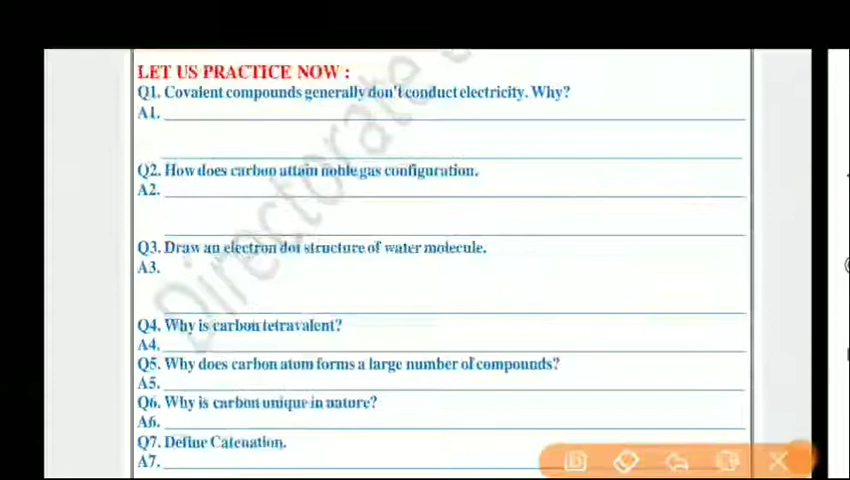 LET US PRACTICE NOW :
Q1. Covalent compounds generally don't conduct electricity. Why?
A1.
Q2. How does carbon attain noble gas configuration.
A2.
Q3. Draw an electron dot structure of water molecule.
A3.
Q4. Why is carbon tetravalent?
A4.
Q5. Why does carbon atom forms a large number of compounds?
A5.
Q6. Why is carbon unique in nature?
A6.
Q7. Define Catenation.
A7.
Directorate